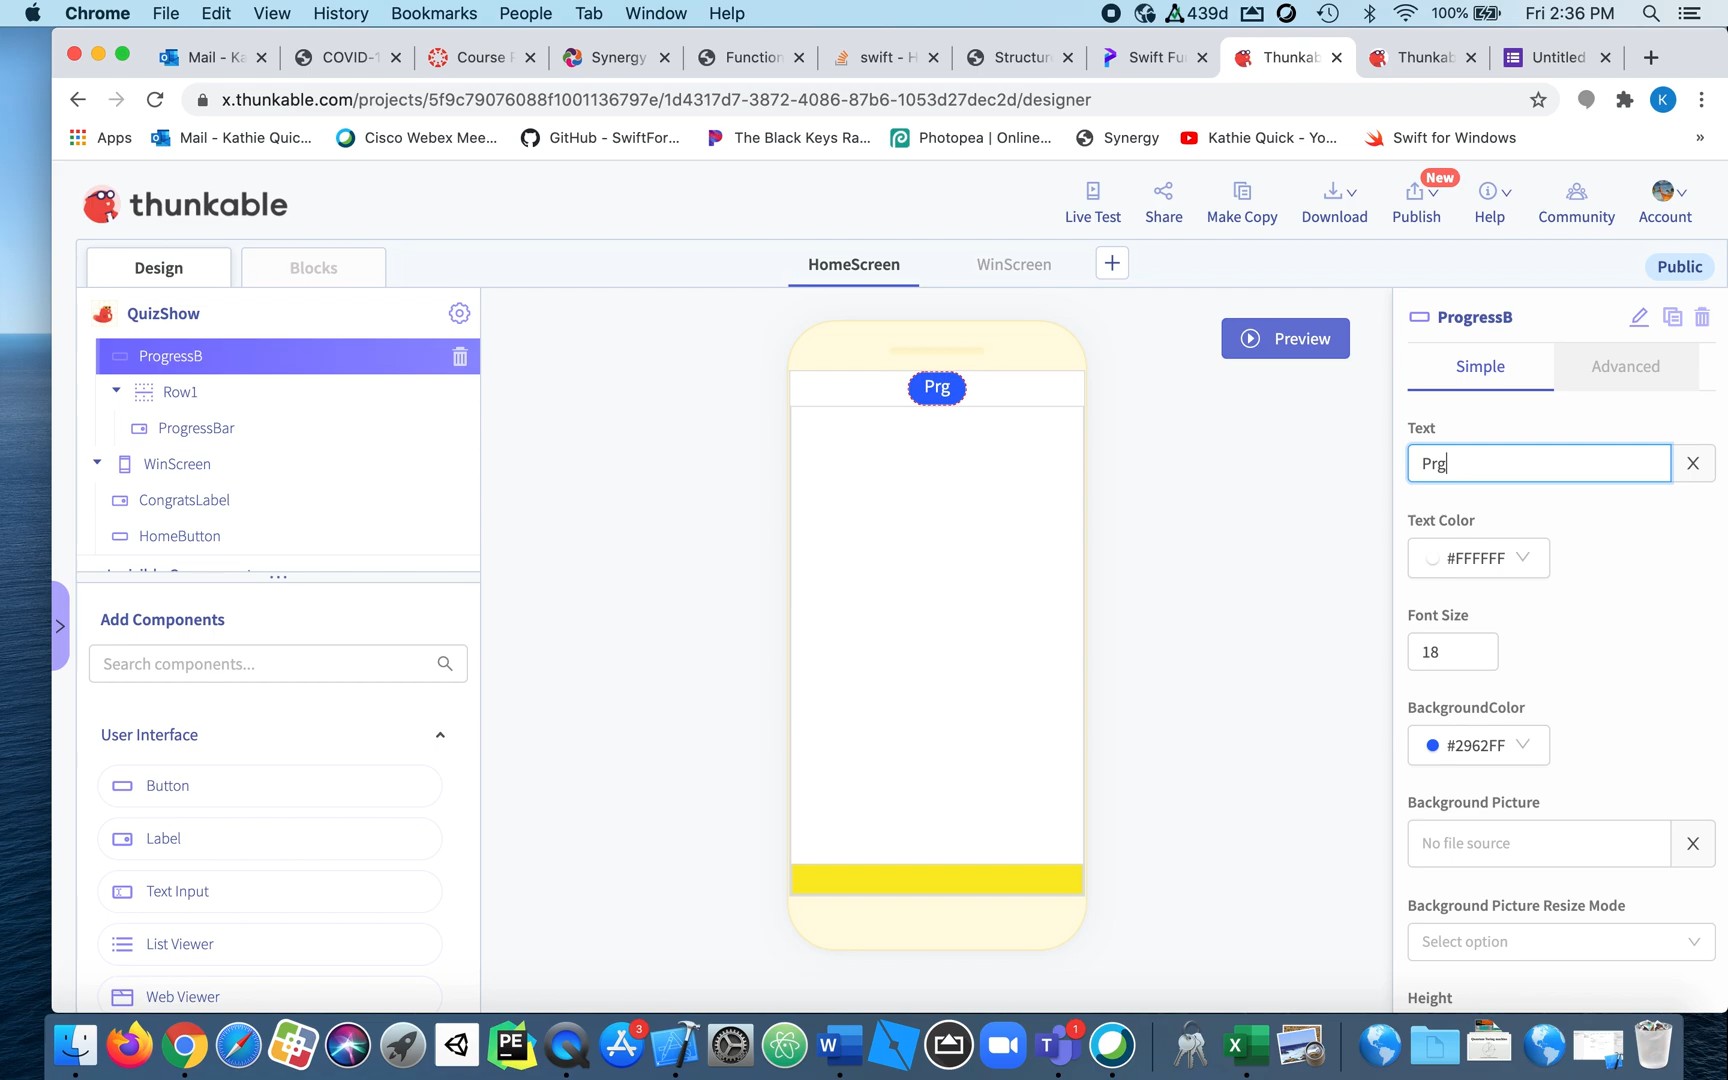 Chrome File Edit View History Bookmarks People Tab Window Help 439d 100% Fri 2:36 PM
Mail - Ka COVID-1 Course Synergy Function swift - H Structur Swift Fu Thunkab Thunkab Untitled
x.thunkable.com/projects/5f9c79076088f1001136797e/1d4317d7-3872-4086-87b6-1053d27dec2d/designer K
Apps Mail - Kathie Quic... Cisco Webex Mee... GitHub - SwiftFor... The Black Keys Ra... Photopea | Online... Synergy Kathie Quick - Yo... Swift for Windows »
New
thunkable
Live Test Share Make Copy Download Publish Help Community Account
Design Blocks HomeScreen WinScreen + Public
QuizShow
ProgressB
Row1
ProgressBar
WinScreen
CongratsLabel
HomeButton
Add Components
Search components...
User Interface
Button
Label
Text Input
List Viewer
Web Viewer
Prg
Preview
ProgressB
Simple Advanced
Text
Prg X
Text Color
#FFFFFF
Font Size
18
BackgroundColor
#2962FF
Background Picture
No file source X
Background Picture Resize Mode
Select option
Height
PE 3 W T 1 X